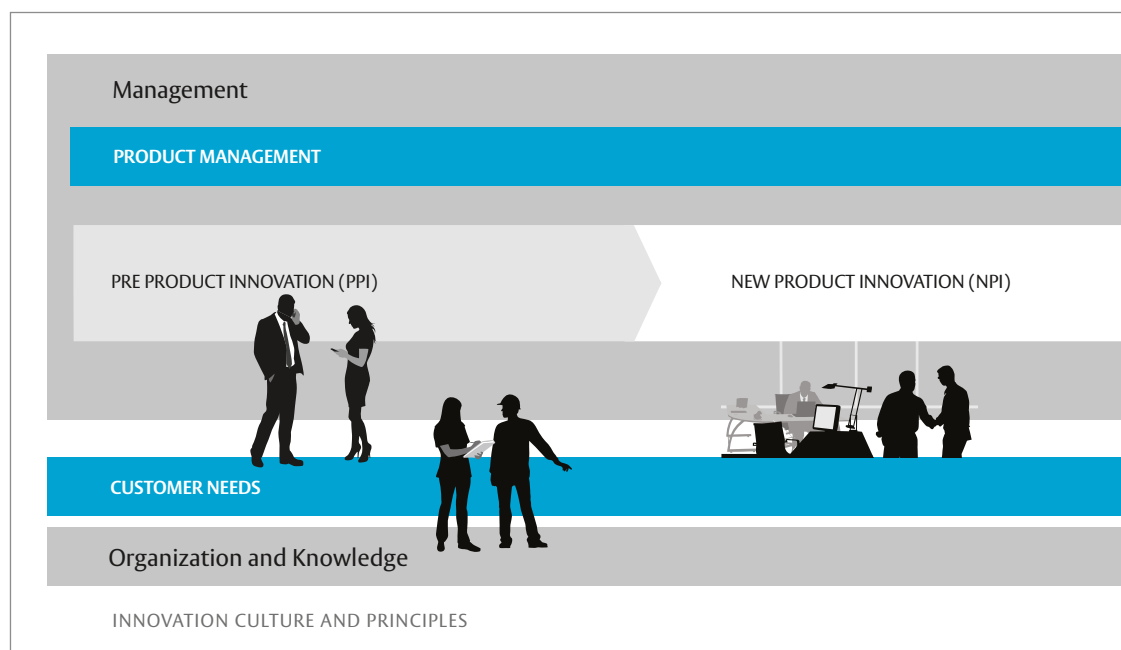 Management
PRODUCT MANAGEMENT
PRE PRODUCT INNOVATION (PPI)
NEW PRODUCT INNOVATION (NPI)
CUSTOMER NEEDS
Organization and Knowledge
INNOVATION CULTURE AND PRINCIPLES